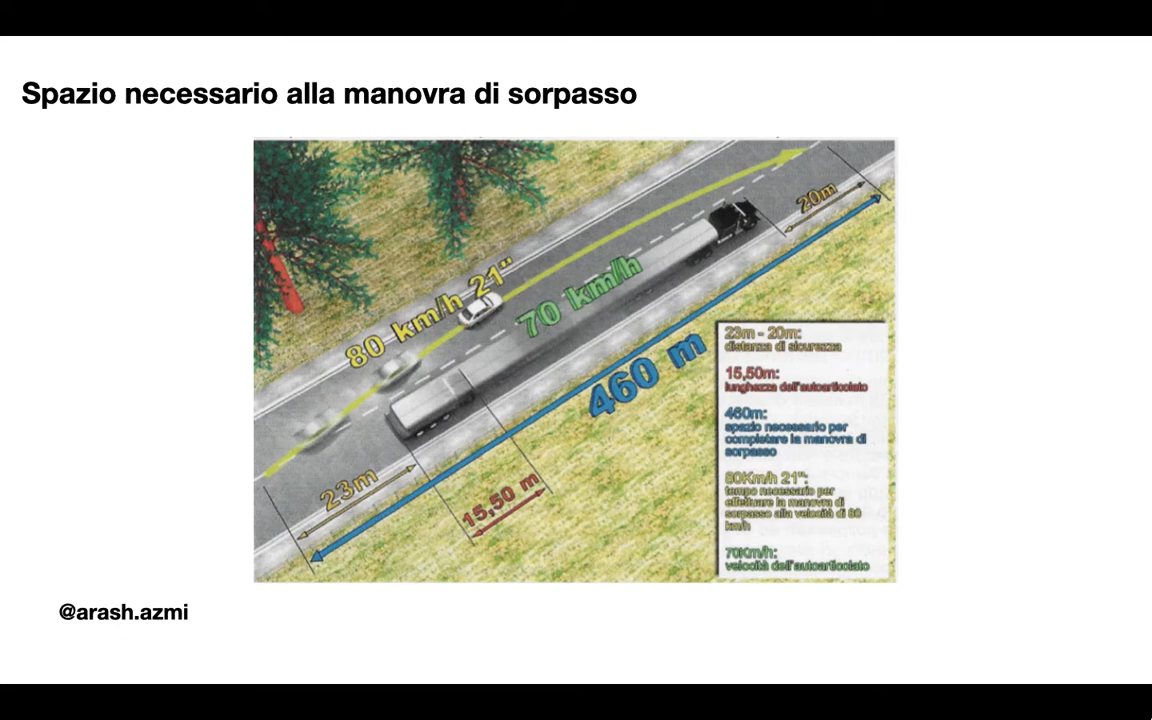 Spazio necessario alla manovra di sorpasso
20m
80 km/h 21"
70 km/h
460 m
23m
15,50 m
23m - 20m:
distanza di sicurezza
15,50m:
lunghezza dell'autoarticolato
460m:
spazio necessario per
completare la manovra di
sorpasso
80Km/h 21":
tempo necessario per
effettuare la manovra di
sorpasso alla velocità di 80
km/h
70Km/h:
velocità dell'autoarticolato
@arash.azmi